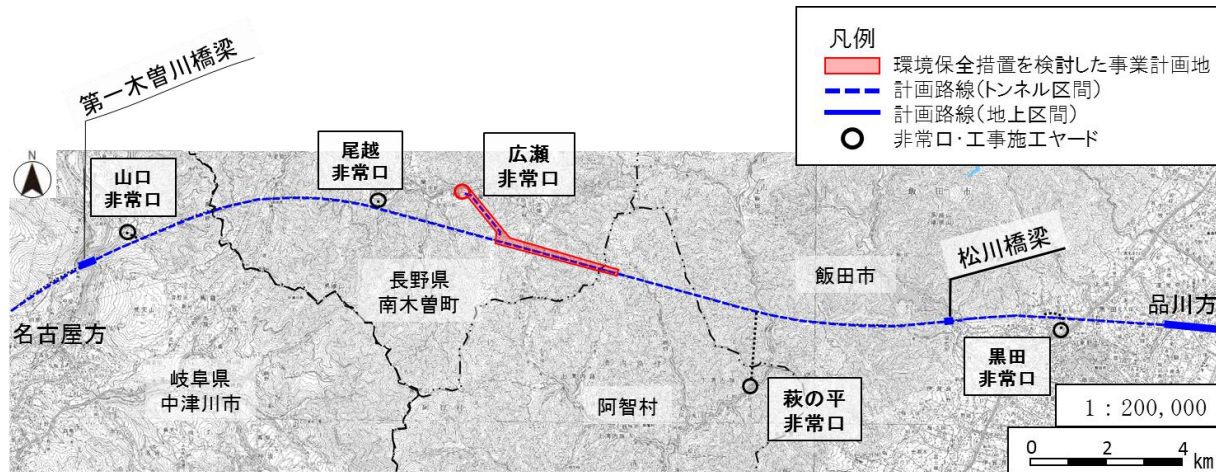 凡例
環境保全措置を検討した事業計画地
計画路線(トンネル区間)
計画路線(地上区間)
非常口・工事施工ヤード
第一木曽川橋梁
N
山口
非常口
尾越
非常口
広瀬
非常口
長野県
南木曽町
飯田市
松川橋梁
品川方
名古屋方
岐阜県
中津川市
阿智村
萩の平
非常口
黒田
非常口
1：200,000
0 2 4 km